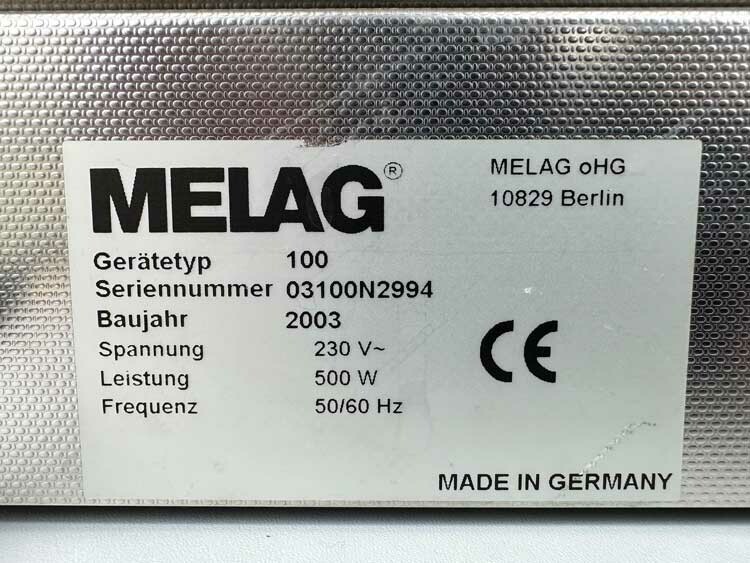 MELAG®
MELAG oHG
10829 Berlin
Gerätetyp 100
Seriennummer 03100N2994
Baujahr 2003
Spannung 230 V~
Leistung 500 W
Frequenz 50/60 Hz
CE
MADE IN GERMANY